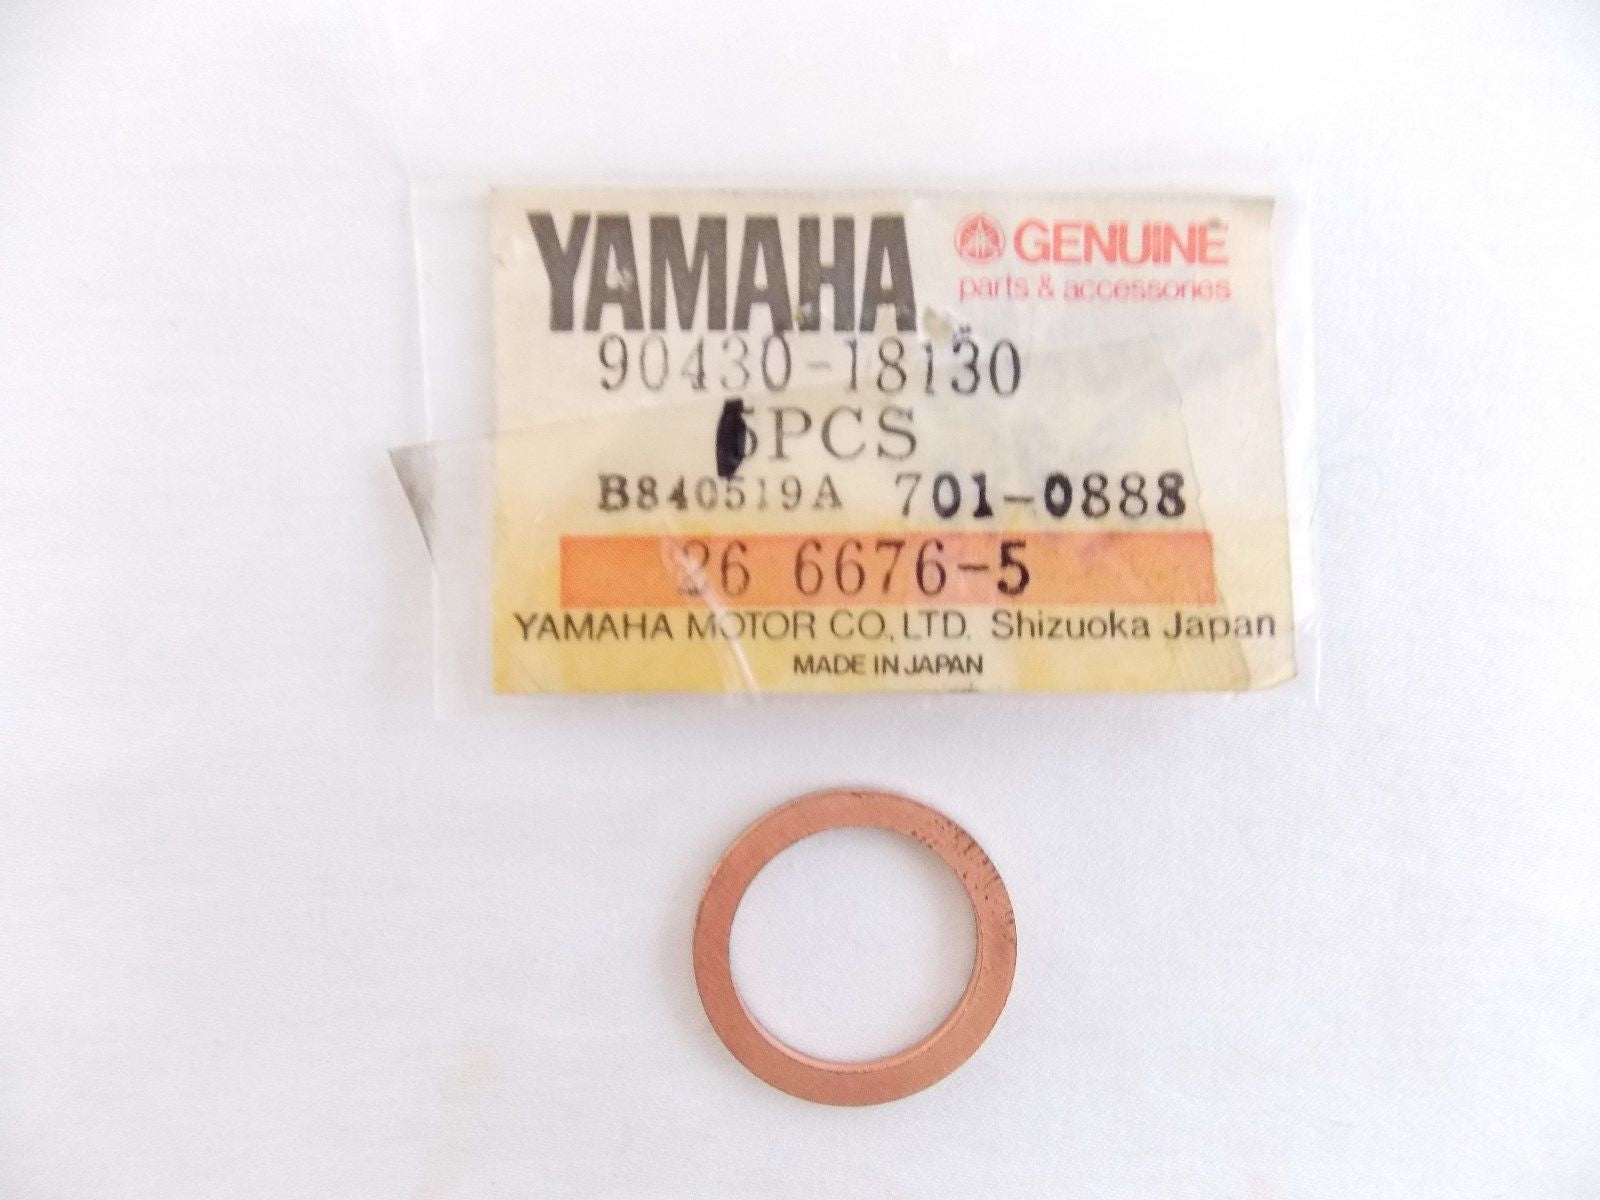 YAMAHA GENUINE
parts & accessories
90430-18130
5PCS
B840519A 701-0888
26 6676-5
YAMAHA MOTOR CO., LTD. Shizuoka Japan
MADE IN JAPAN